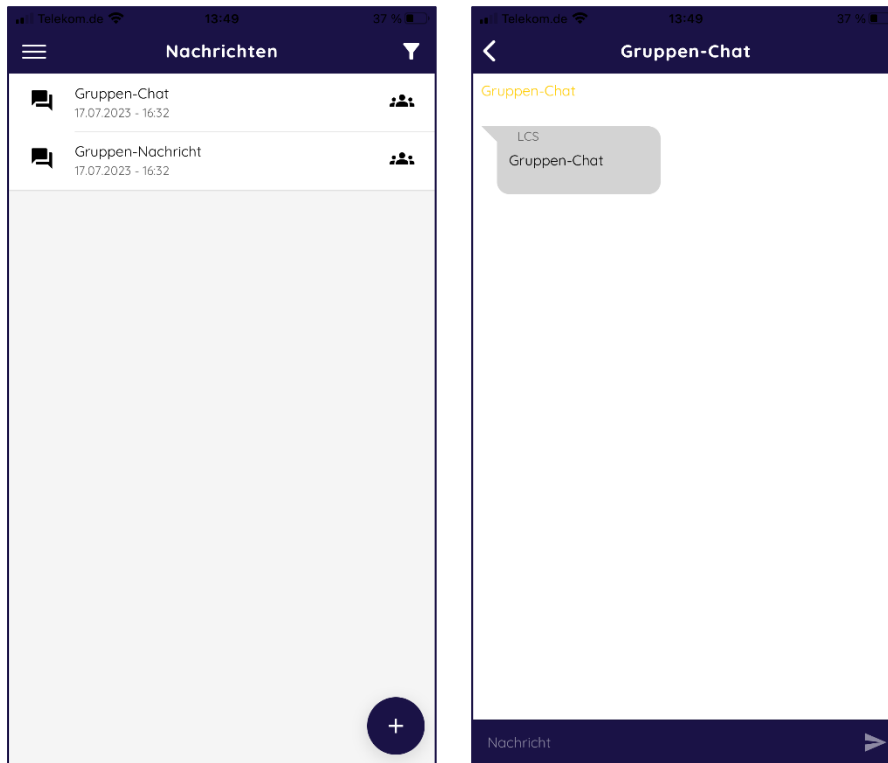 Telekom.de 13:49 37 %
Nachrichten
Gruppen-Chat
17.07.2023 - 16:32
Gruppen-Nachricht
17.07.2023 - 16:32
+
Telekom.de 13:49 37 %
Gruppen-Chat
Gruppen-Chat
LCS
Gruppen-Chat
Nachricht